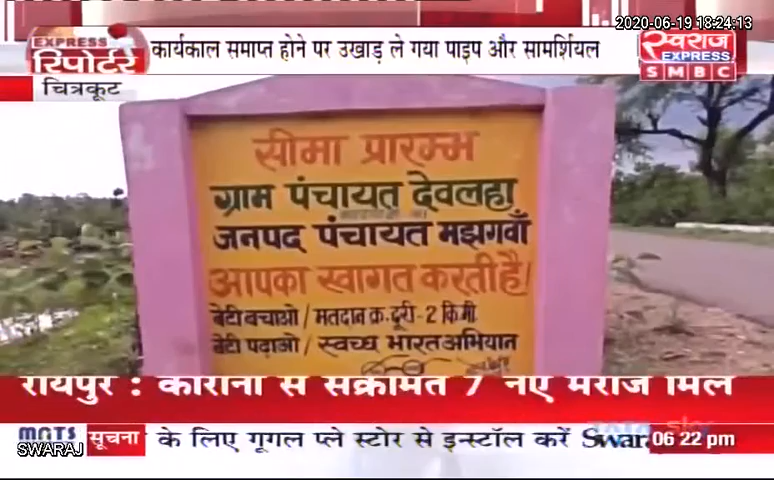 2020-06-19 18:24:13
EXPRESS
रिपोर्टर
कार्यकाल समाप्त होने पर उखाड़ ले गया पाइप और सामर्शियल
स्वराज
EXPRESS
SMBC
चित्रकूट
सीमा प्रारम्भ
ग्राम पंचायत देवलहा
जनपद पंचायत मझगवाँ
आपका स्वागत करती है!
बेटी बचाओ / मतदान क्र. दूरी - 2 कि.मी.
बेटी पढ़ाओ / स्वच्छ भारत अभियान
रायपुर : कोरोना से संक्रमित 7 नए मरीज मिले
सूचना के लिए गूगल प्ले स्टोर से इन्स्टॉल करें Swar
SWARAJ
06 22 pm